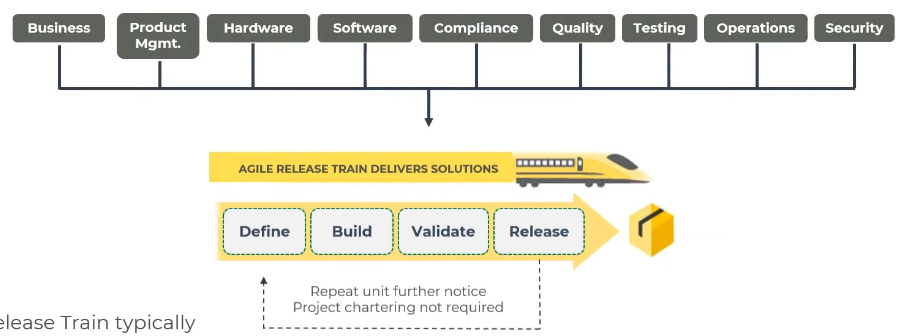 Business
Product
Mgmt.
Hardware
Software
Compliance
Quality
Testing
Operations
Security
AGILE RELEASE TRAIN DELIVERS SOLUTIONS
Define
Build
Validate
Release
Repeat unit further notice
Project chartering not required
elease Train typically